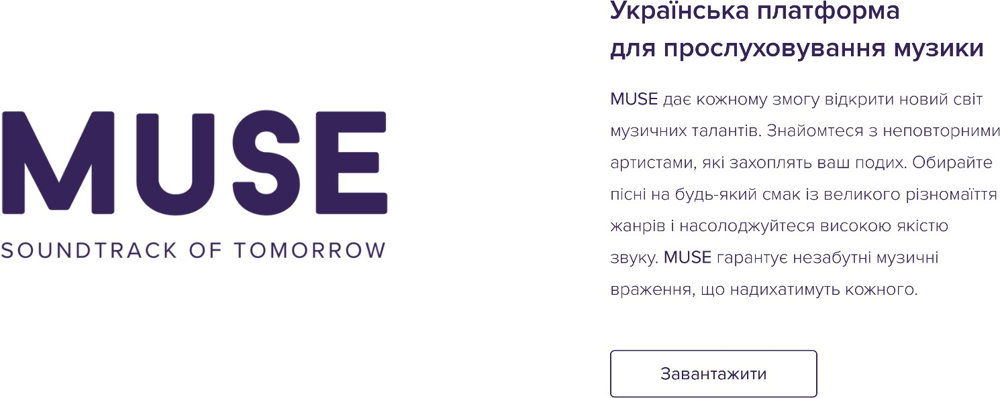 MUSE
SOUNDTRACK OF TOMORROW
Українська платформа
для прослуховування музики
MUSE дає кожному змогу відкрити новий світ
музичних талантів. Знайомтеся з неповторними
артистами, які захоплять ваш подих. Обирайте
пісні на будь-який смак із великого різномаїття
жанрів і насолоджуйтеся високою якістю
звуку. MUSE гарантує незабутні музичні
враження, що надихатимуть кожного.
Завантажити